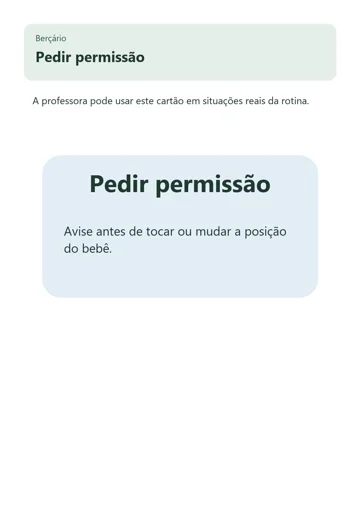 Berçário
Pedir permissão
A professora pode usar este cartão em situações reais da rotina.
Pedir permissão
Avise antes de tocar ou mudar a posição
do bebê.